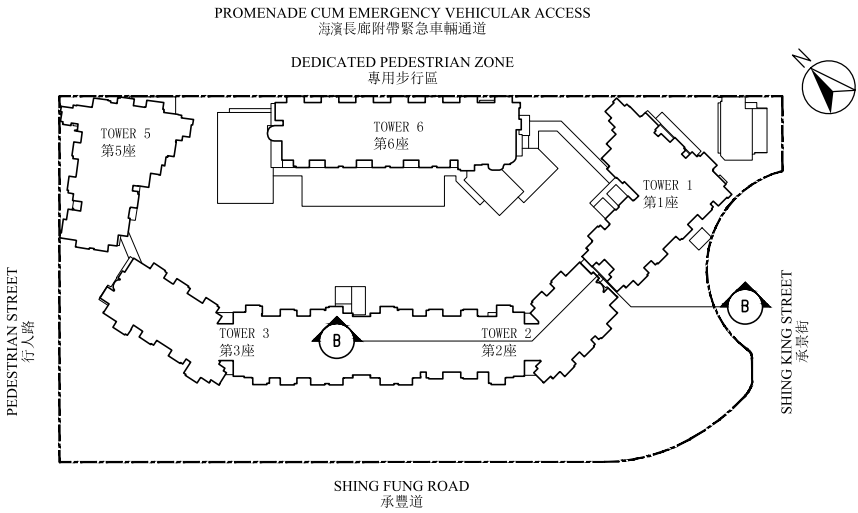 PROMENADE CUM EMERGENCY VEHICULAR ACCESS
海濱長廊附帶緊急車輛通道
DEDICATED PEDESTRIAN ZONE
專用步行區
N
TOWER 5
第5座
TOWER 6
第6座
TOWER 1
第1座
PEDESTRIAN STREET
行人路
TOWER 3
第3座
B
TOWER 2
第2座
B
SHING KING STREET
承景街
SHING FUNG ROAD
承豐道